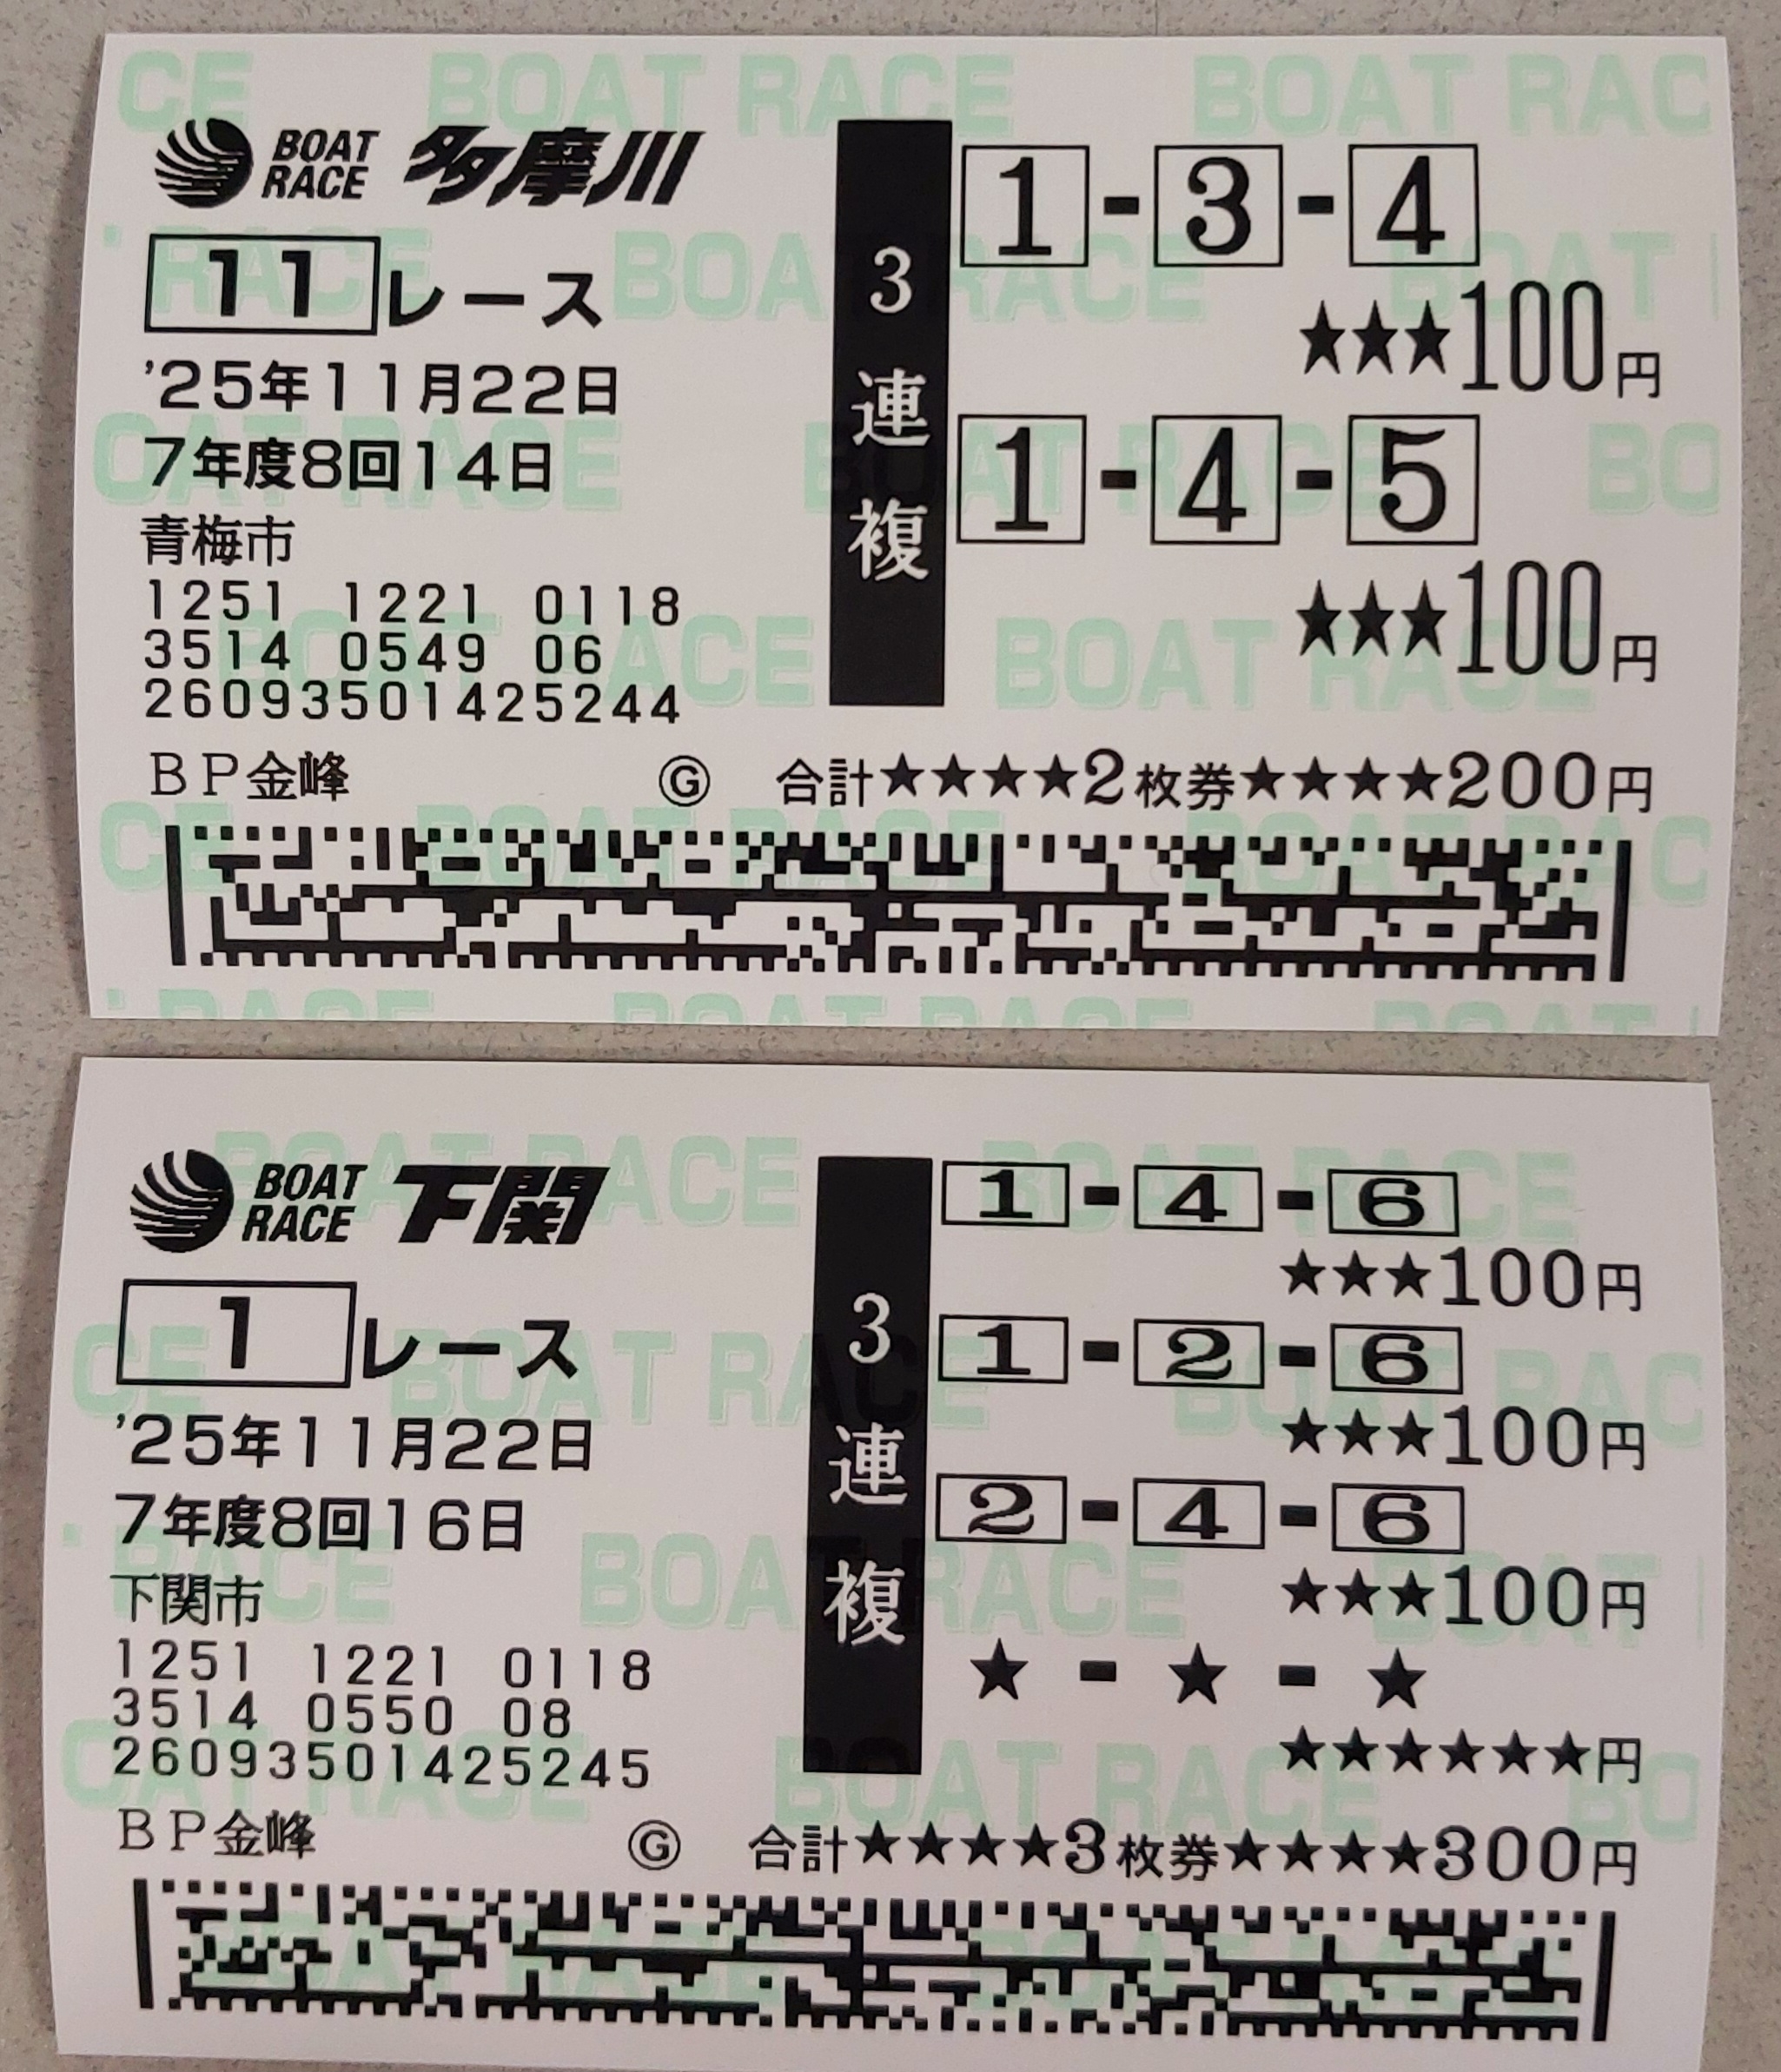 BOAT RACE 多摩川
11レース
'25年11月22日
7年度8回14日
青梅市
1251 1221 0118
3514 0549 06
26093501425244
BP金峰
3連複
1-3-4
★★★100円
1-4-5
★★★100円
Ⓖ 合計★★★★2枚券★★★★200円
BOAT RACE 下関
1レース
'25年11月22日
7年度8回16日
下関市
1251 1221 0118
3514 0550 08
26093501425245
BP金峰
3連複
1-4-6
★★★100円
1-2-6
★★★100円
2-4-6
★★★100円
★-★-★
★★★★★★円
Ⓖ 合計★★★★3枚券★★★★300円